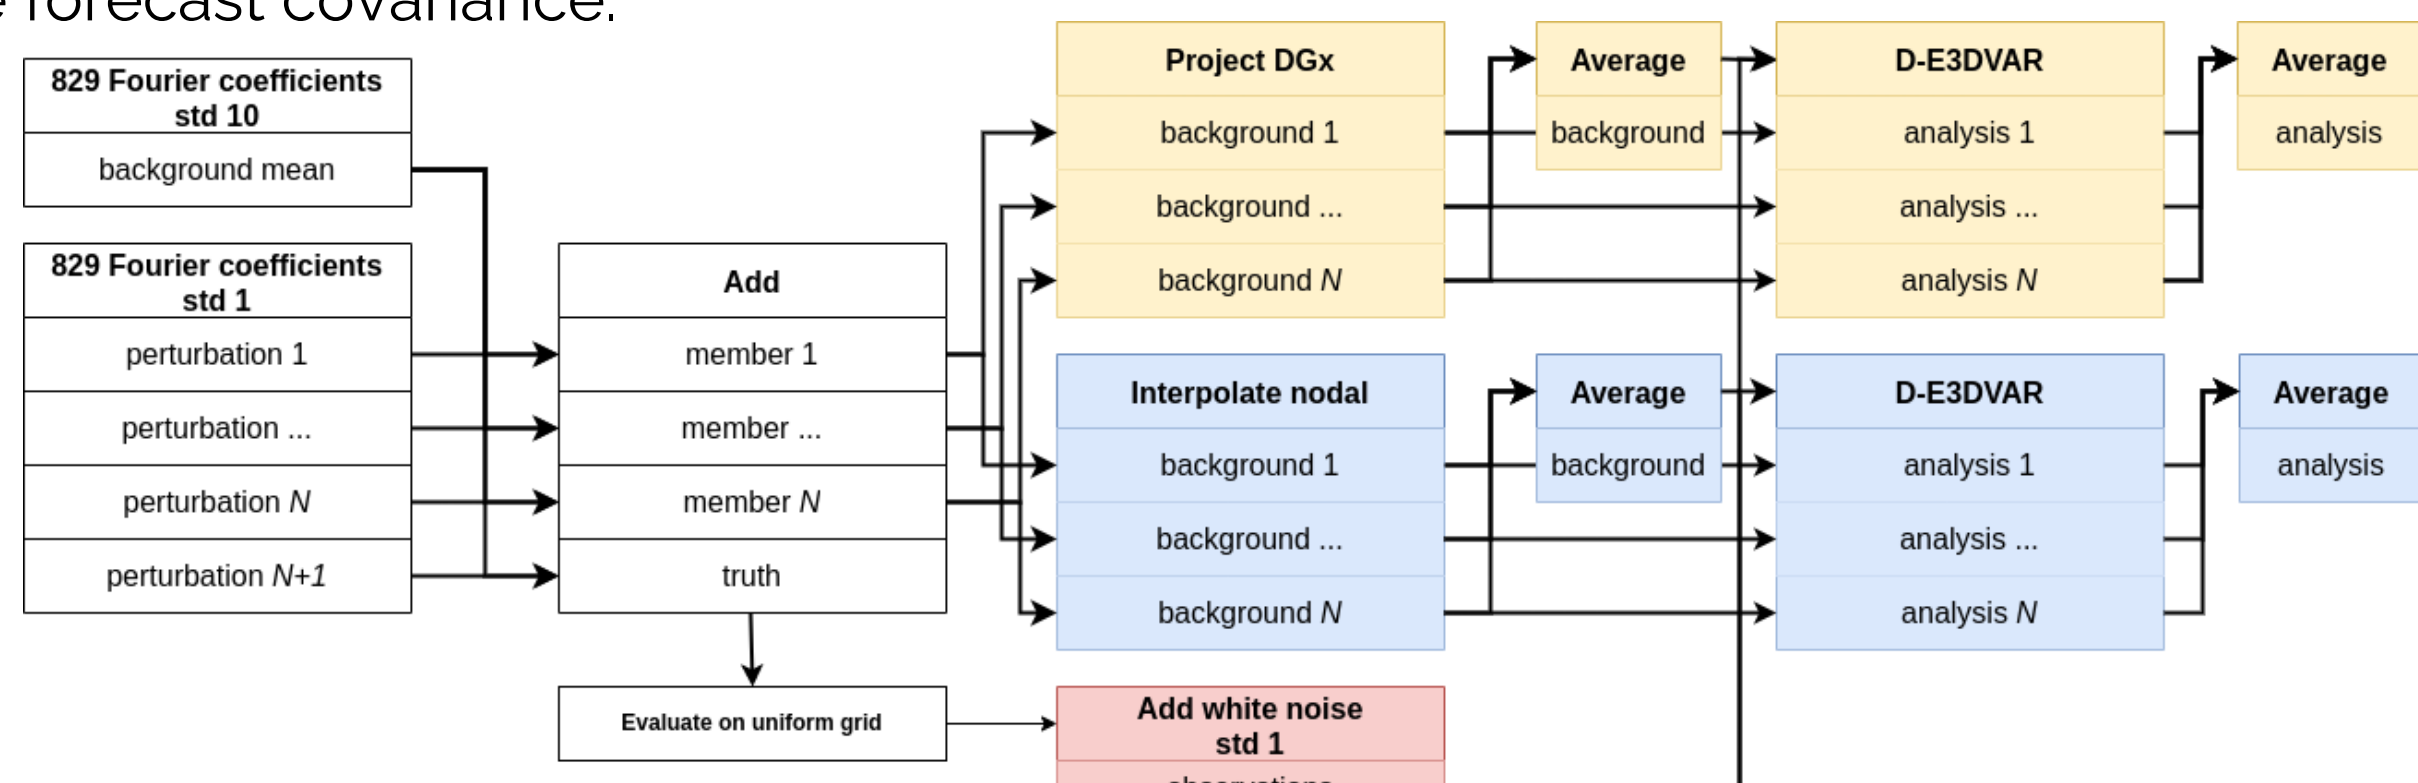 forecast covariance.
829 Fourier coefficients
std 10
background mean
829 Fourier coefficients
std 1
perturbation 1
perturbation ...
perturbation N
perturbation N+1
Add
member 1
member ...
member N
truth
Evaluate on uniform grid
Project DGx
background 1
background ...
background N
Interpolate nodal
background 1
background ...
background N
Add white noise
std 1
observations
Average
background
Average
background
D-E3DVAR
analysis 1
analysis ...
analysis N
D-E3DVAR
analysis 1
analysis ...
analysis N
Average
analysis
Average
analysis